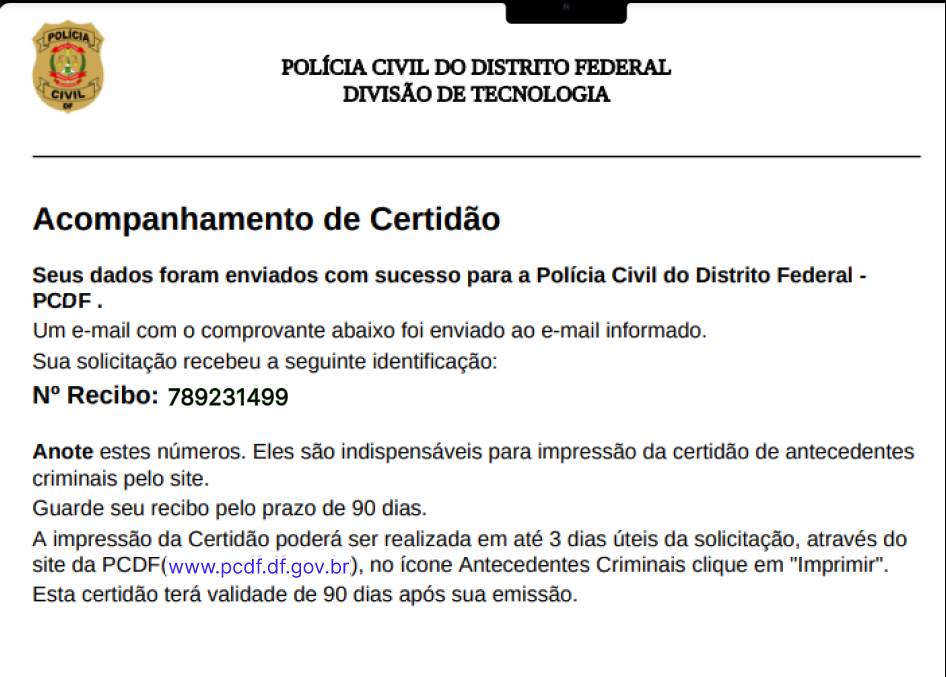 POLÍCIA
CIVIL
DF
POLÍCIA CIVIL DO DISTRITO FEDERAL
DIVISÃO DE TECNOLOGIA
Acompanhamento de Certidão
Seus dados foram enviados com sucesso para a Polícia Civil do Distrito Federal -
PCDF .
Um e-mail com o comprovante abaixo foi enviado ao e-mail informado.
Sua solicitação recebeu a seguinte identificação:
Nº Recibo: 789231499
Anote estes números. Eles são indispensáveis para impressão da certidão de antecedentes
criminais pelo site.
Guarde seu recibo pelo prazo de 90 dias.
A impressão da Certidão poderá ser realizada em até 3 dias úteis da solicitação, através do
site da PCDF(www.pcdf.df.gov.br), no ícone Antecedentes Criminais clique em "Imprimir".
Esta certidão terá validade de 90 dias após sua emissão.